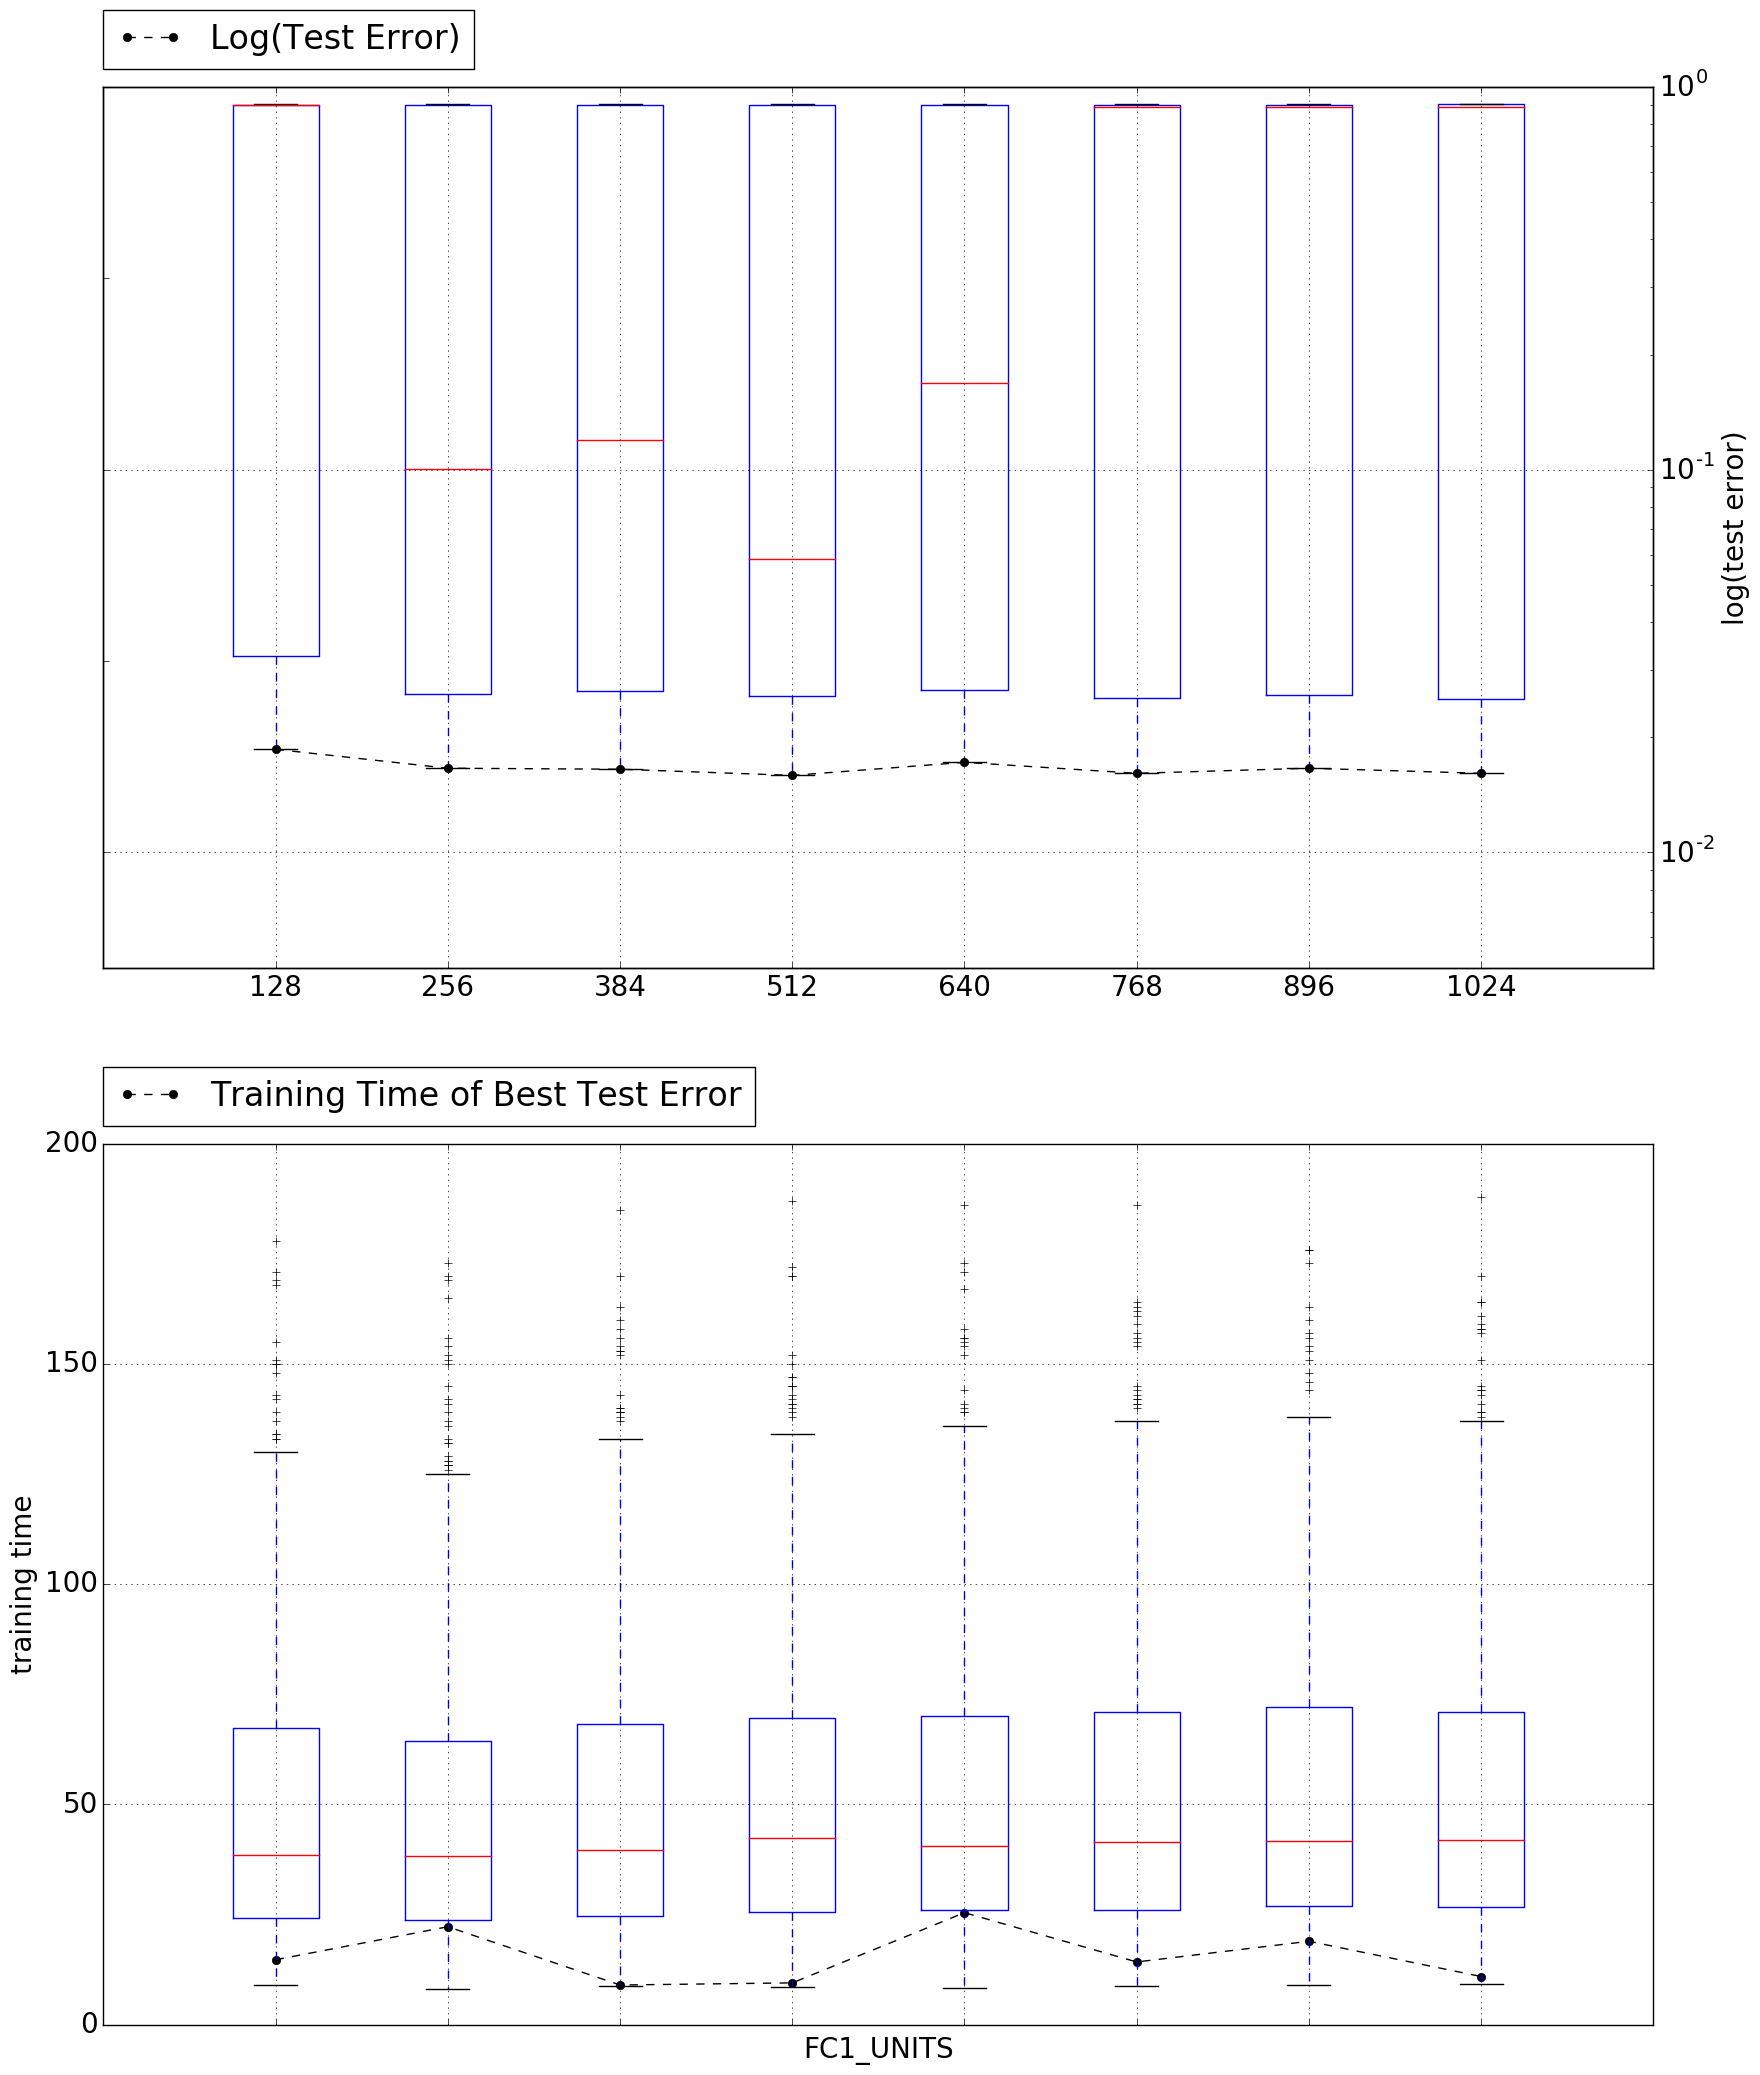 Log(Test Error)
10^0
10^-1
10^-2
log(test error)
128 256 384 512 640 768 896 1024
Training Time of Best Test Error
200
150
100
50
0
training time
FC1_UNITS